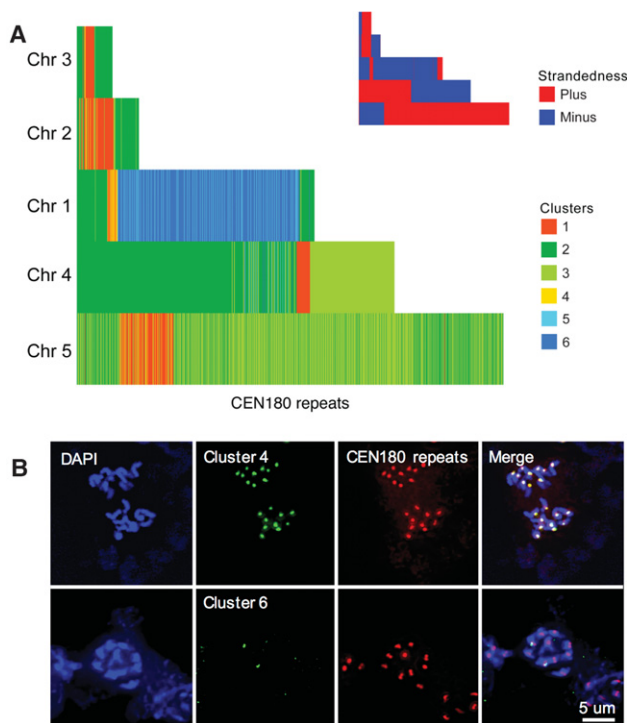 A
Chr 3
Chr 2
Chr 1
Chr 4
Chr 5
CEN180 repeats
Strandedness
Plus
Minus
Clusters
1
2
3
4
5
6
B
DAPI
Cluster 4
CEN180 repeats
Merge
Cluster 6
5 um